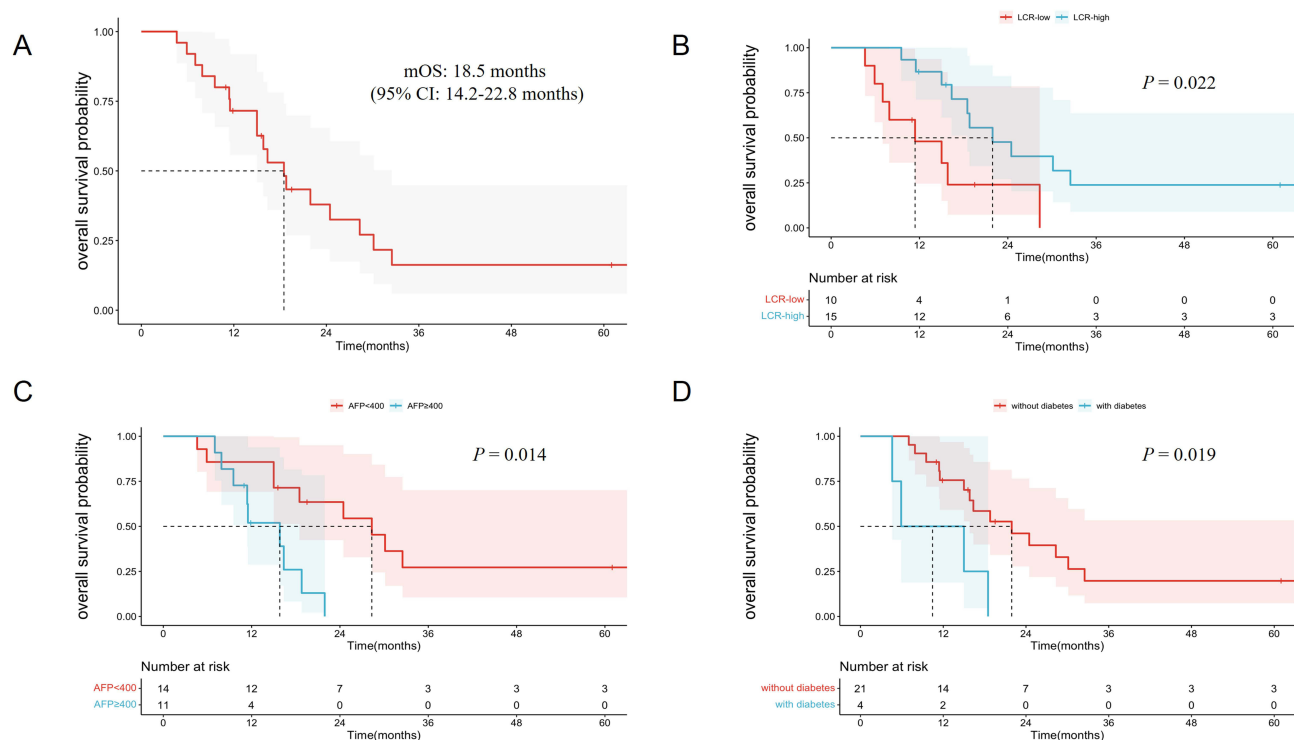 A
overall survival probability
1.00
0.75
0.50
0.25
0.00
mOS: 18.5 months
(95% CI: 14.2-22.8 months)
0 12 24 36 48 60
Time(months)
B
LCR-low LCR-high
overall survival probability
1.00
0.75
0.50
0.25
0.00
P = 0.022
0 12 24 36 48 60
Time(months)
Number at risk
LCR-low 10 4 1 0 0 0
LCR-high 15 12 6 3 3 3
0 12 24 36 48 60
Time(months)
C
AFP<400 AFP≥400
overall survival probability
1.00
0.75
0.50
0.25
0.00
P = 0.014
0 12 24 36 48 60
Time(months)
Number at risk
AFP<400 14 12 7 3 3 3
AFP≥400 11 4 0 0 0 0
0 12 24 36 48 60
Time(months)
D
without diabetes with diabetes
overall survival probability
1.00
0.75
0.50
0.25
0.00
P = 0.019
0 12 24 36 48 60
Time(months)
Number at risk
without diabetes 21 14 7 3 3 3
with diabetes 4 2 0 0 0 0
0 12 24 36 48 60
Time(months)